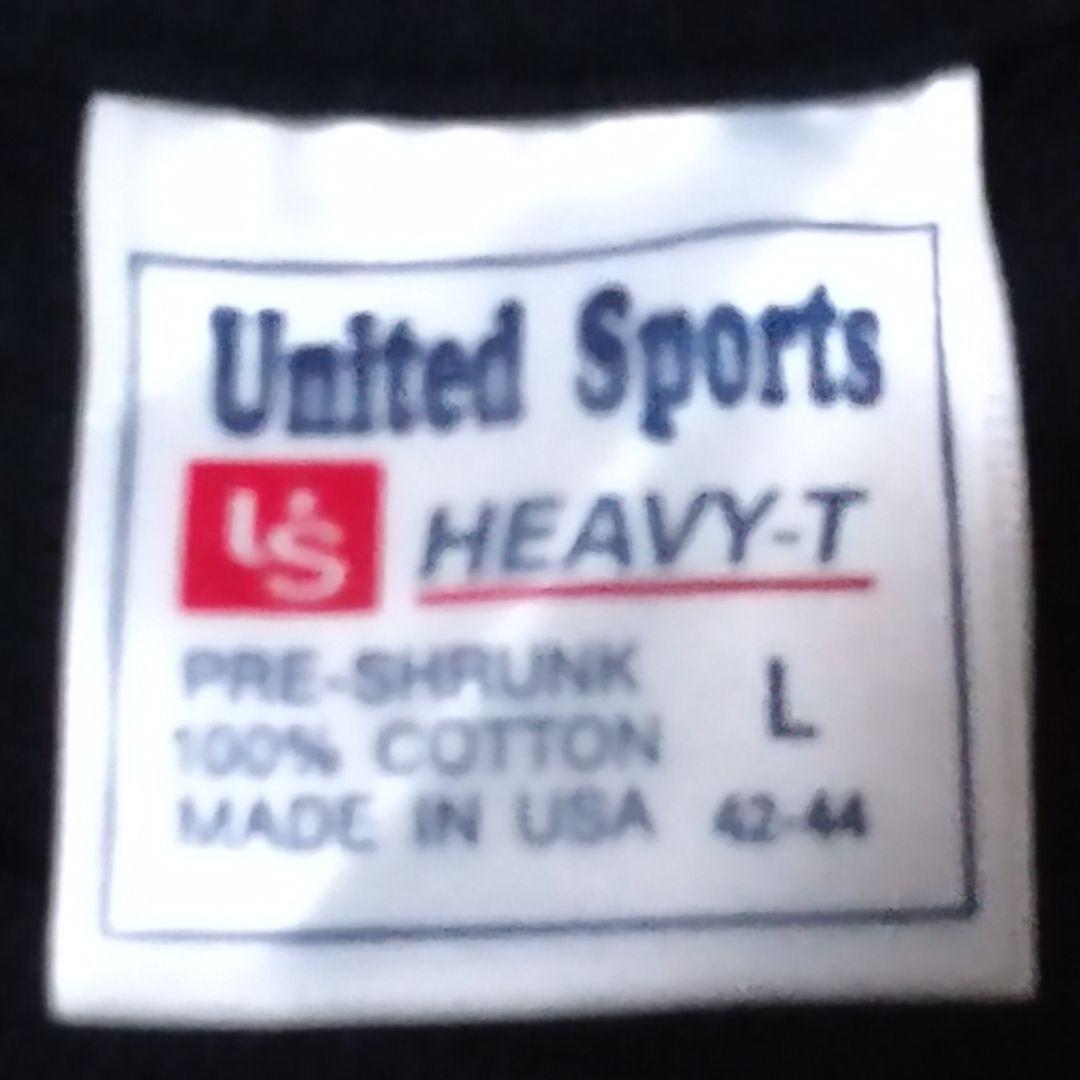 United Sports
US HEAVY-T
PRE-SHRUNK L
100% COTTON
MADE IN USA 42-44